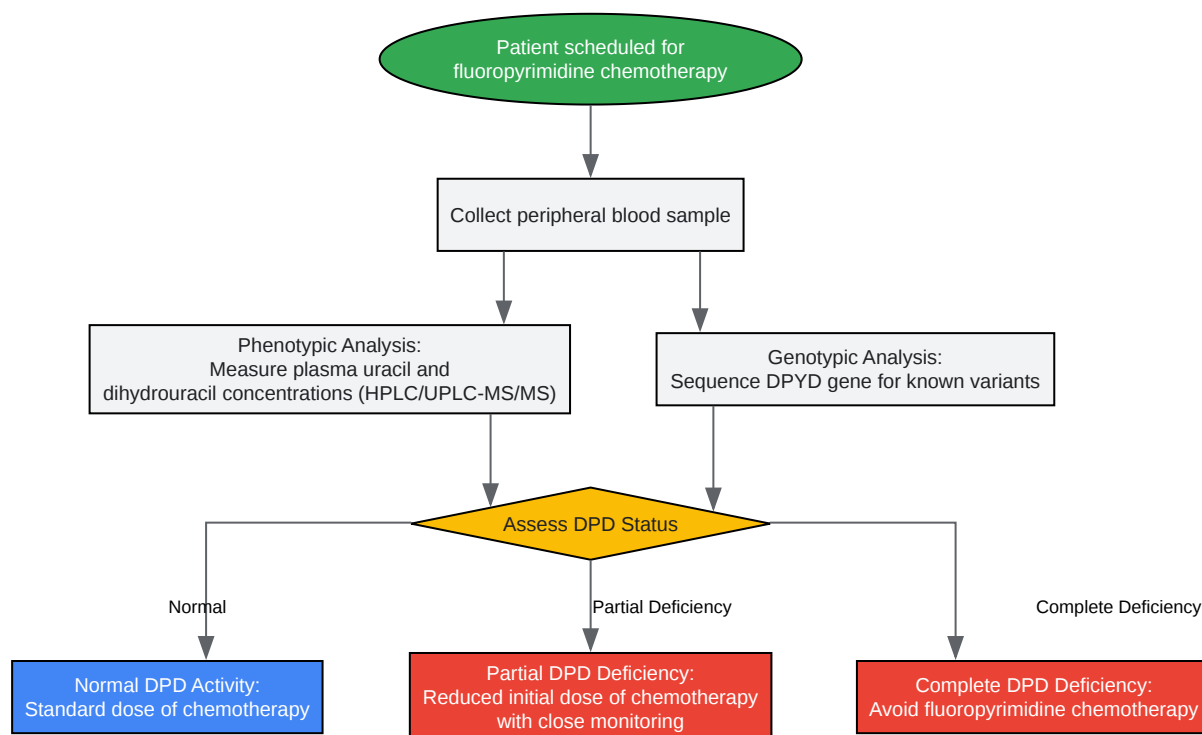 Patient scheduled for
fluoropyrimidine chemotherapy
Collect peripheral blood sample
Phenotypic Analysis:
Measure plasma uracil and
dihydrouracil concentrations (HPLC/UPLC-MS/MS)
Genotypic Analysis:
Sequence DPYD gene for known variants
Assess DPD Status
Normal
Partial Deficiency
Complete Deficiency
Normal DPD Activity:
Standard dose of chemotherapy
Partial DPD Deficiency:
Reduced initial dose of chemotherapy
with close monitoring
Complete DPD Deficiency:
Avoid fluoropyrimidine chemotherapy